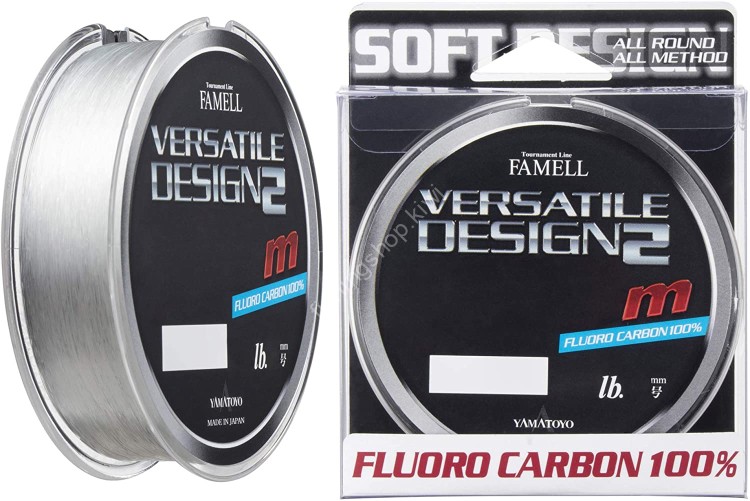 Tournament Line
FAMELL
VERSATILE
DESIGN2
m
FLUORO CARBON 100%
lb.
mm
号
YAMATOYO
MADE IN JAPAN
SOFT DESIGN
ALL ROUND
ALL METHOD
Tournament Line
FAMELL
VERSATILE
DESIGN2
m
FLUORO CARBON 100%
lb.
mm
号
YAMATOYO
FLUORO CARBON 100%